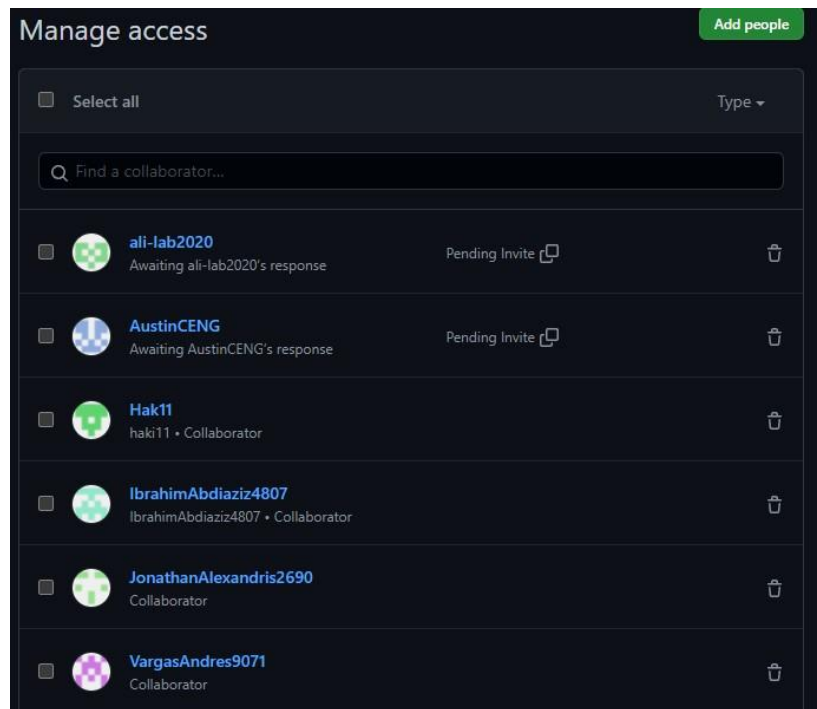 Manage access
Add people
Select all
Type
Find a collaborator...
ali-lab2020
Awaiting ali-lab2020's response
Pending Invite
AustinCENG
Awaiting AustinCENG's response
Pending Invite
Hak11
haki11 • Collaborator
IbrahimAbdiaziz4807
IbrahimAbdiaziz4807 • Collaborator
JonathanAlexandris2690
Collaborator
VargasAndres9071
Collaborator